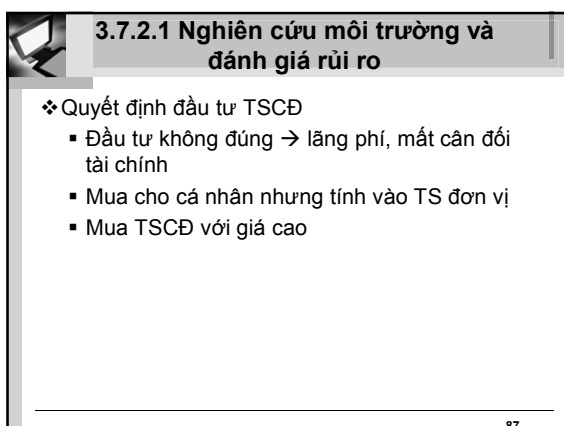 3.7.2.1 Nghiên cứu môi trường và
đánh giá rủi ro
❖Quyết định đầu tư TSCĐ
▪ Đầu tư không đúng → lãng phí, mất cân đối
tài chính
▪ Mua cho cá nhân nhưng tính vào TS đơn vị
▪ Mua TSCĐ với giá cao
87